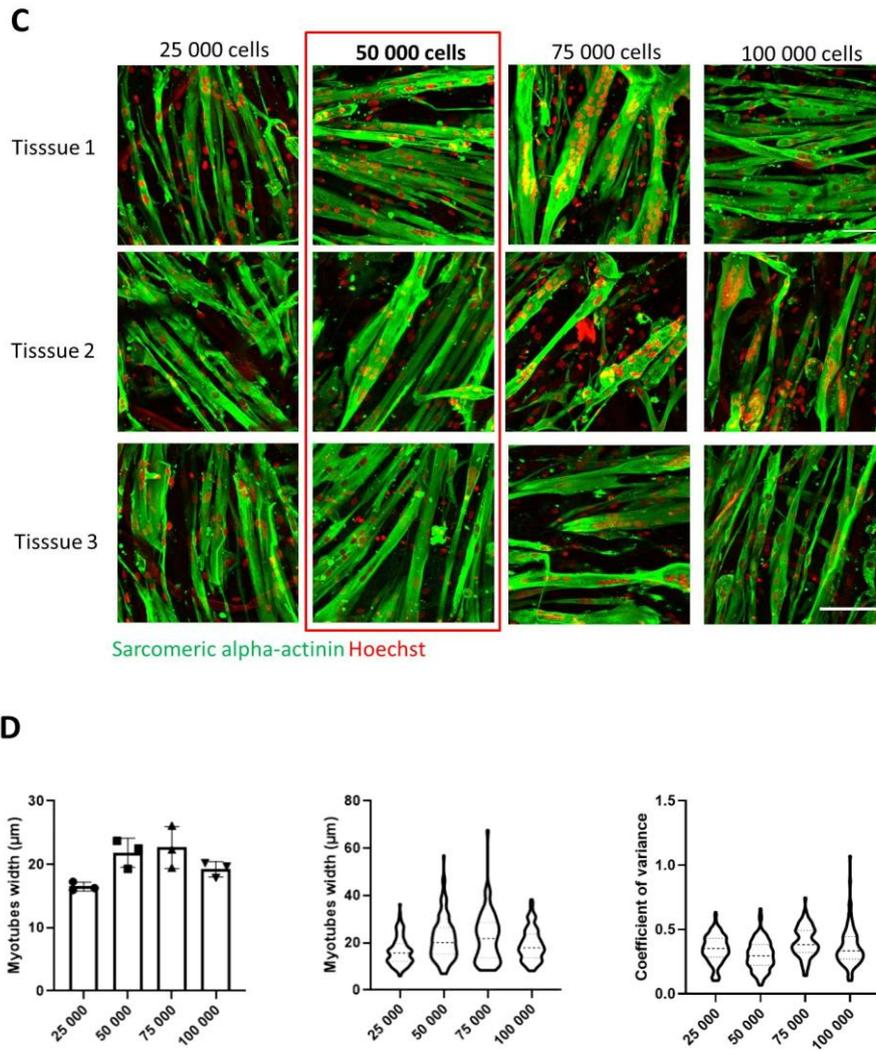 C
25 000 cells 50 000 cells 75 000 cells 100 000 cells
Tisssue 1
Tisssue 2
Tisssue 3
Sarcomeric alpha-actinin Hoechst
D
Myotubes width (µm)
30
20
10
0
25 000 50 000 75 000 100 000
Myotubes width (µm)
80
60
40
20
0
25 000 50 000 75 000 100 000
Coefficient of variance
1.5
1.0
0.5
0.0
25 000 50 000 75 000 100 000